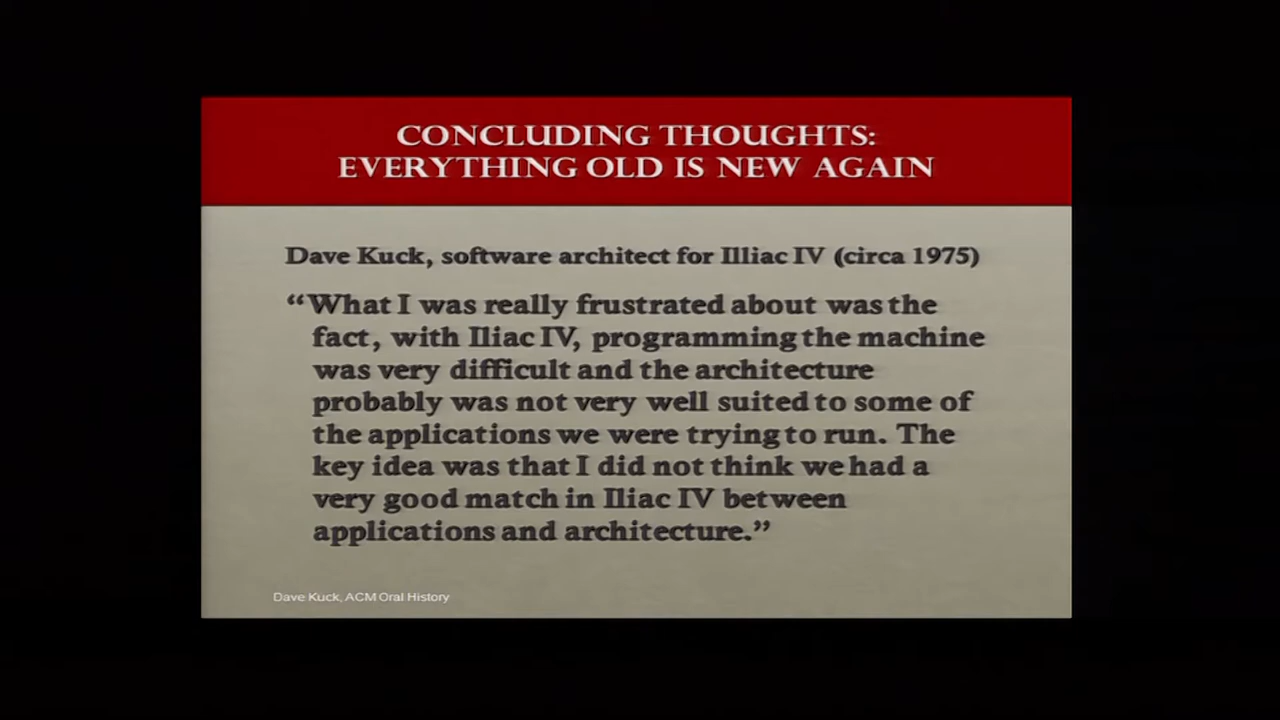 CONCLUDING THOUGHTS:
EVERYTHING OLD IS NEW AGAIN
Dave Kuck, software architect for Illiac IV (circa 1975)
“What I was really frustrated about was the
fact, with Iliac IV, programming the machine
was very difficult and the architecture
probably was not very well suited to some of
the applications we were trying to run. The
key idea was that I did not think we had a
very good match in Iliac IV between
applications and architecture.”
Dave Kuck, ACM Oral History